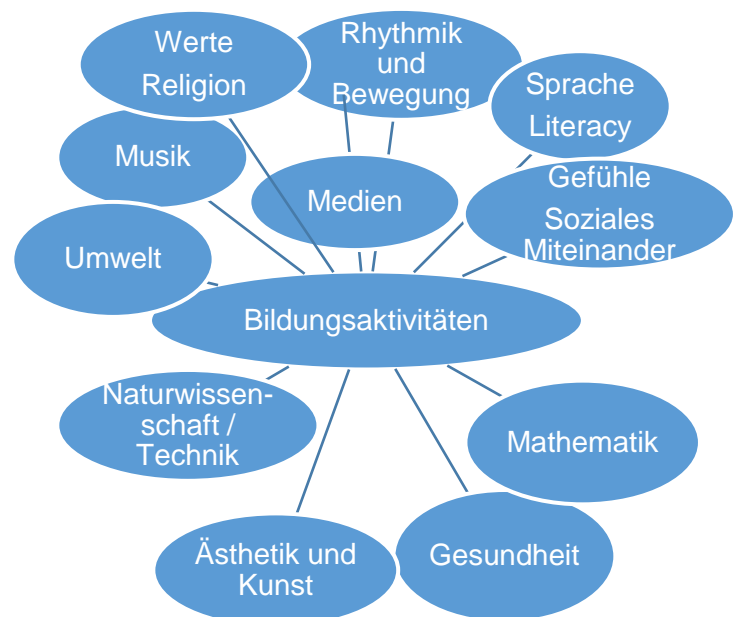 Werte
Religion
Rhythmik
und
Bewegung
Sprache
Literacy
Musik
Medien
Gefühle
Soziales
Miteinander
Umwelt
Bildungsaktivitäten
Naturwissen-
schaft /
Technik
Mathematik
Ästhetik und
Kunst
Gesundheit